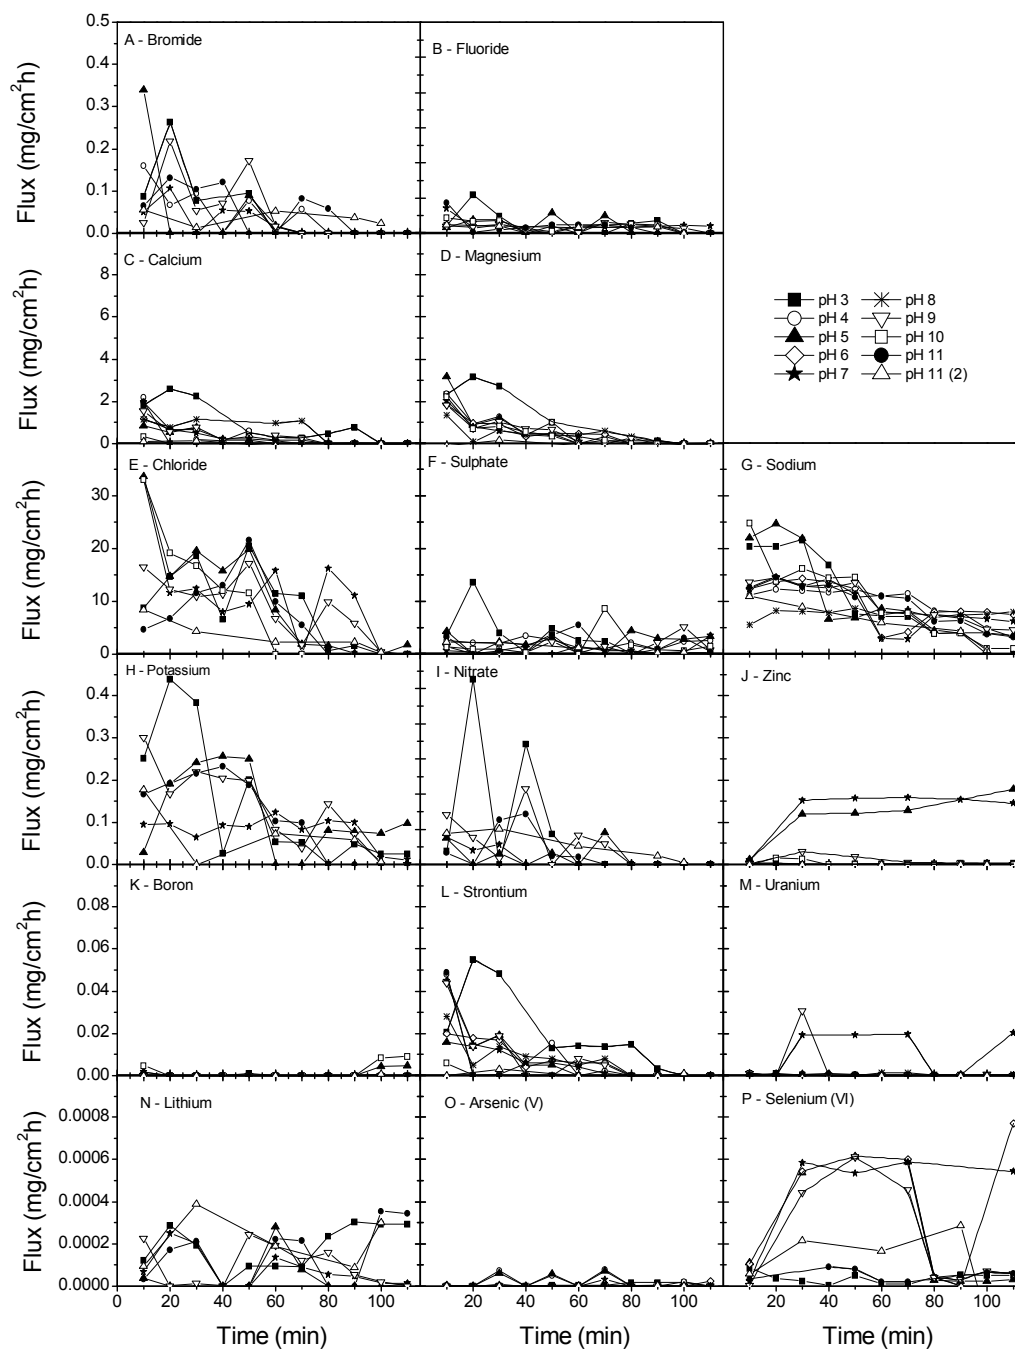 0.5
A - Bromide
B - Fluoride
0.4
0.3
0.2
0.1
0.0
Flux (mg/cm²h)
C - Calcium
D - Magnesium
8
6
4
2
0
Flux (mg/cm²h)
pH 3
pH 4
pH 5
pH 6
pH 7
pH 8
pH 9
pH 10
pH 11
pH 11 (2)
E - Chloride
F - Sulphate
G - Sodium
30
20
10
0
Flux (mg/cm²h)
H - Potassium
I - Nitrate
J - Zinc
0.4
0.3
0.2
0.1
0.0
Flux (mg/cm²h)
K - Boron
L - Strontium
M - Uranium
0.08
0.06
0.04
0.02
0.00
Flux (mg/cm²h)
N - Lithium
O - Arsenic (V)
P - Selenium (VI)
0.0008
0.0006
0.0004
0.0002
0.0000
Flux (mg/cm²h)
0 20 40 60 80 100 20 40 60 80 100 20 40 60 80 100
Time (min) Time (min) Time (min)